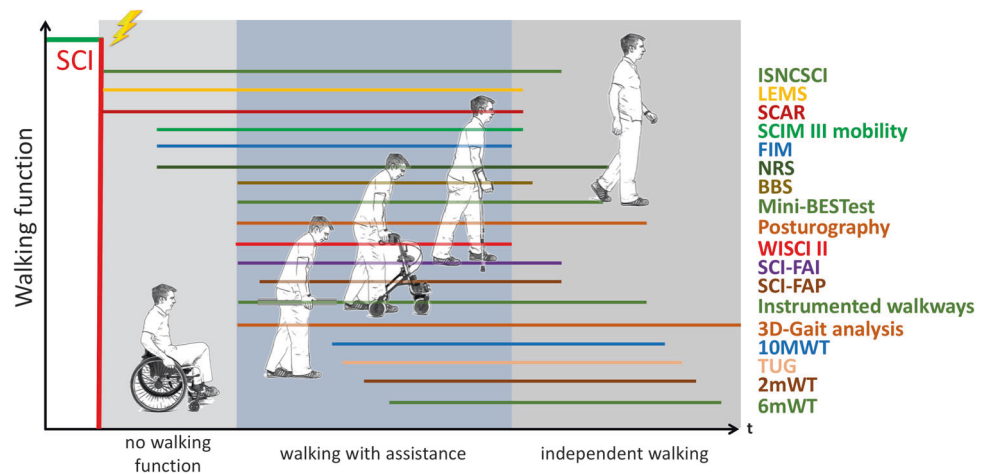 SCI
Walking function
ISNCSCI
LEMS
SCAR
SCIM III mobility
FIM
NRS
BBS
Mini-BESTest
Posturography
WISCI II
SCI-FAI
SCI-FAP
Instrumented walkways
3D-Gait analysis
10MWT
TUG
2mWT
6mWT
t
no walking
function
walking with assistance
independent walking